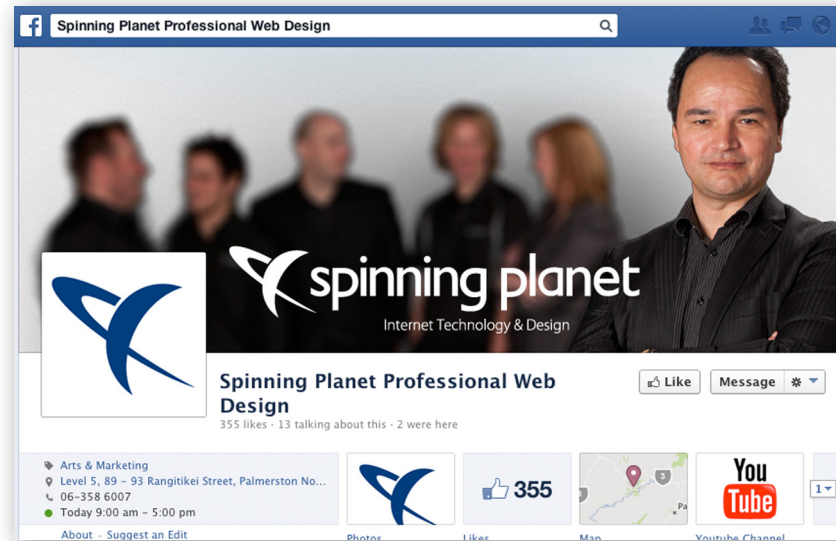 Spinning Planet Professional Web Design
spinning planet
Internet Technology & Design
Spinning Planet Professional Web
Design
355 likes · 13 talking about this · 2 were here
Like
Message
Arts & Marketing
Level 5, 89 – 93 Rangitikei Street, Palmerston No...
06-358 6007
Today 9:00 am – 5:00 pm
About – Suggest an Edit
355
3
Pa
You
Tube
1
Photos
Likes
Map
Youtube Channel